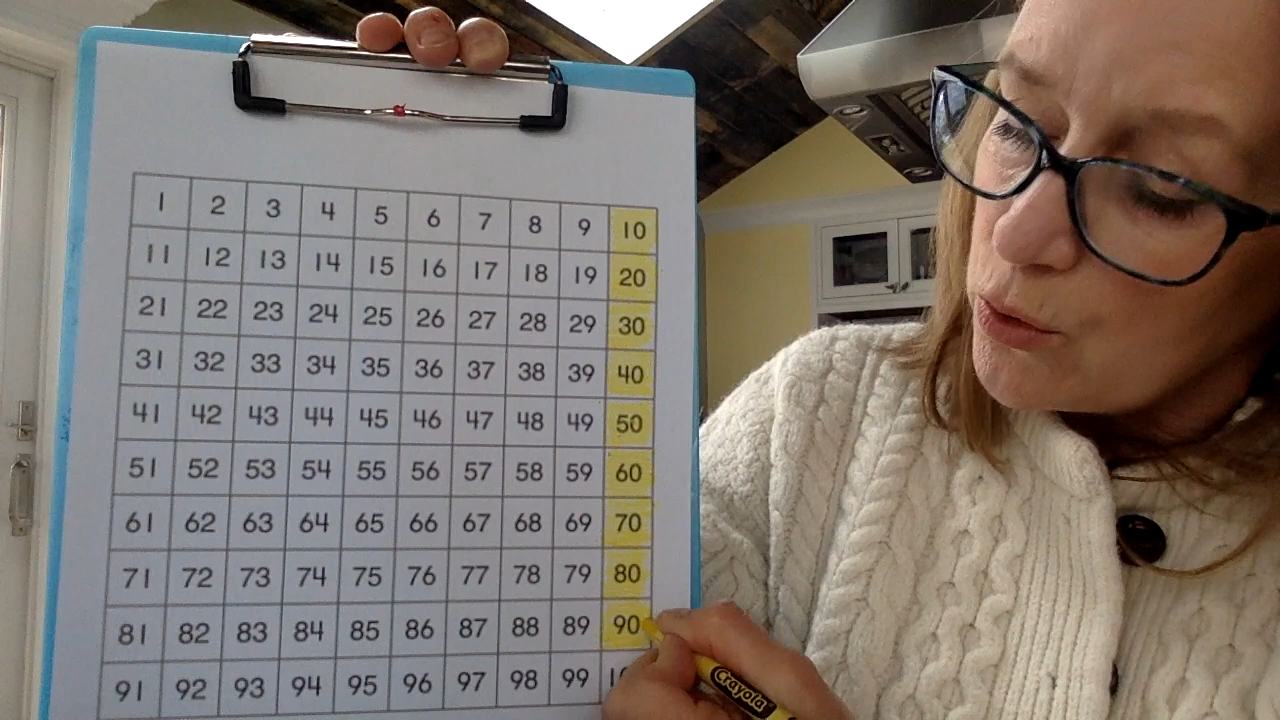 1 2 3 4 5 6 7 8 9 10
11 12 13 14 15 16 17 18 19 20
21 22 23 24 25 26 27 28 29 30
31 32 33 34 35 36 37 38 39 40
41 42 43 44 45 46 47 48 49 50
51 52 53 54 55 56 57 58 59 60
61 62 63 64 65 66 67 68 69 70
71 72 73 74 75 76 77 78 79 80
81 82 83 84 85 86 87 88 89 90
91 92 93 94 95 96 97 98 99
Crayola